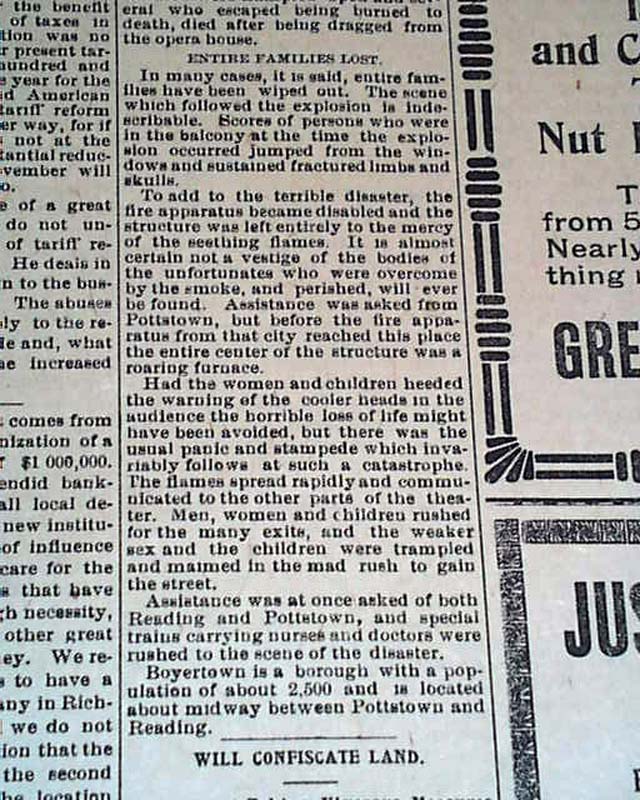 the benefit
of taxes in
tion was no
r present tar-
hundred and
e year for the
d American
tariff reform
er way, for if
not at the
tantial reduc-
vember will
o.
e of a great
do not un-
of tariff re-
He deals in
n to the bus-
The abuses
ly to the re-
le and, what
he increased
comes from
nization of a
f $1 000,000.
endid bank-
all local de-
new institu-
of influence
care for the
s that have
gh necessity,
other great
ey. We re-
s to have a
any in Rich-
we do not
ion that the
the second
he location
eral who escaped being burned to
death, died after being dragged from
the opera house.
ENTIRE FAMILIES LOST.
In many cases, it is said, entire fam-
ilies have been wiped out. The scene
which followed the explosion is inde-
scribable. Scores of persons who were
in the balcony at the time the explo-
sion occurred jumped from the win-
dows and sustained fractured limbs and
skulls.
To add to the terrible disaster, the
fire apparatus became disabled and the
structure was left entirely to the mercy
of the seething flames. It is almost
certain not a vestige of the bodies of
the unfortunates who were overcome
by the smoke, and perished, will ever
be found. Assistance was asked from
Pottstown, but before the fire appa-
ratus from that city reached this place
the entire center of the structure was a
roaring furnace.
Had the women and children heeded
the warning of the cooler heads in the
audience the horrible loss of life might
have been avoided, but there was the
usual panic and stampede which inva-
riably follows at such a catastrophe.
The flames spread rapidly and commu-
nicated to the other parts of the thea-
ter. Men, women and children rushed
for the many exits, and the weaker
sex and the children were trampled
and maimed in the mad rush to gain
the street.
Assistance was at once asked of both
Reading and Pottstown, and special
trains carrying nurses and doctors were
rushed to the scene of the disaster.
Boyertown is a borough with a pop-
ulation of about 2,500 and is located
about midway between Pottstown and
Reading.
WILL CONFISCATE LAND.
and C
Nut
T
from 5
Nearly
thing
GRE
JUS